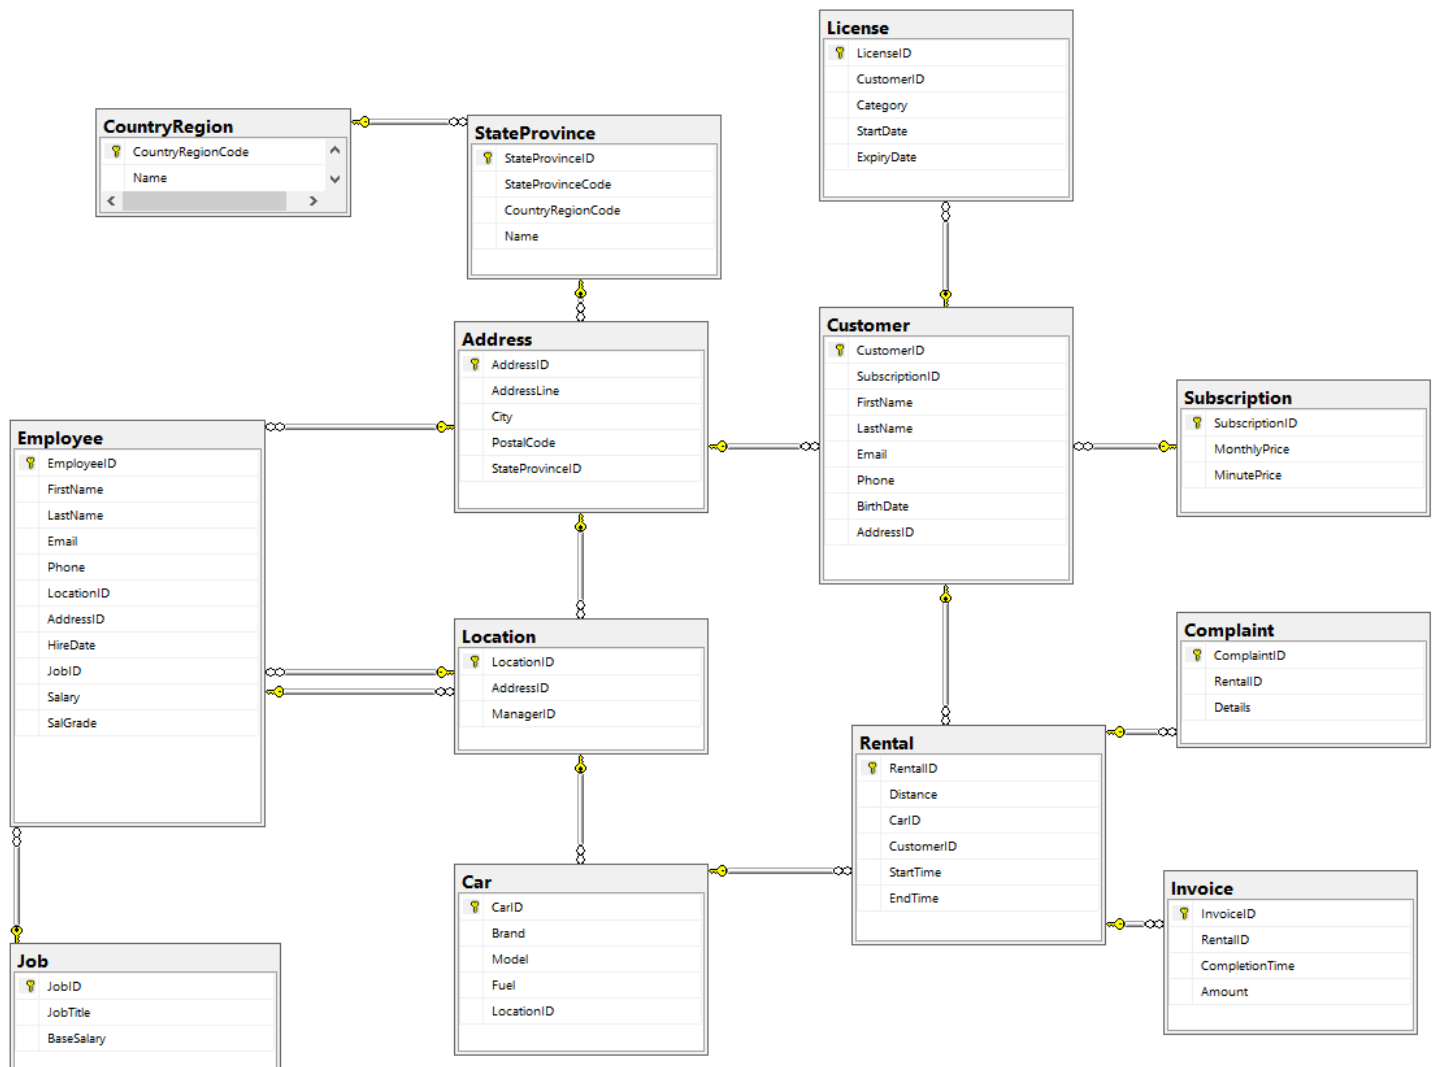 License
LicenseID
CustomerID
Category
StartDate
ExpiryDate
CountryRegion
CountryRegionCode
Name
StateProvince
StateProvinceID
StateProvinceCode
CountryRegionCode
Name
Address
AddressID
AddressLine
City
PostalCode
StateProvinceID
Customer
CustomerID
SubscriptionID
FirstName
LastName
Email
Phone
BirthDate
AddressID
Subscription
SubscriptionID
MonthlyPrice
MinutePrice
Employee
EmployeeID
FirstName
LastName
Email
Phone
LocationID
AddressID
HireDate
JobID
Salary
SalGrade
Location
LocationID
AddressID
ManagerID
Complaint
ComplaintID
RentalID
Details
Rental
RentalID
Distance
CarID
CustomerID
StartTime
EndTime
Car
CarID
Brand
Model
Fuel
LocationID
Invoice
InvoiceID
RentalID
CompletionTime
Amount
Job
JobID
JobTitle
BaseSalary